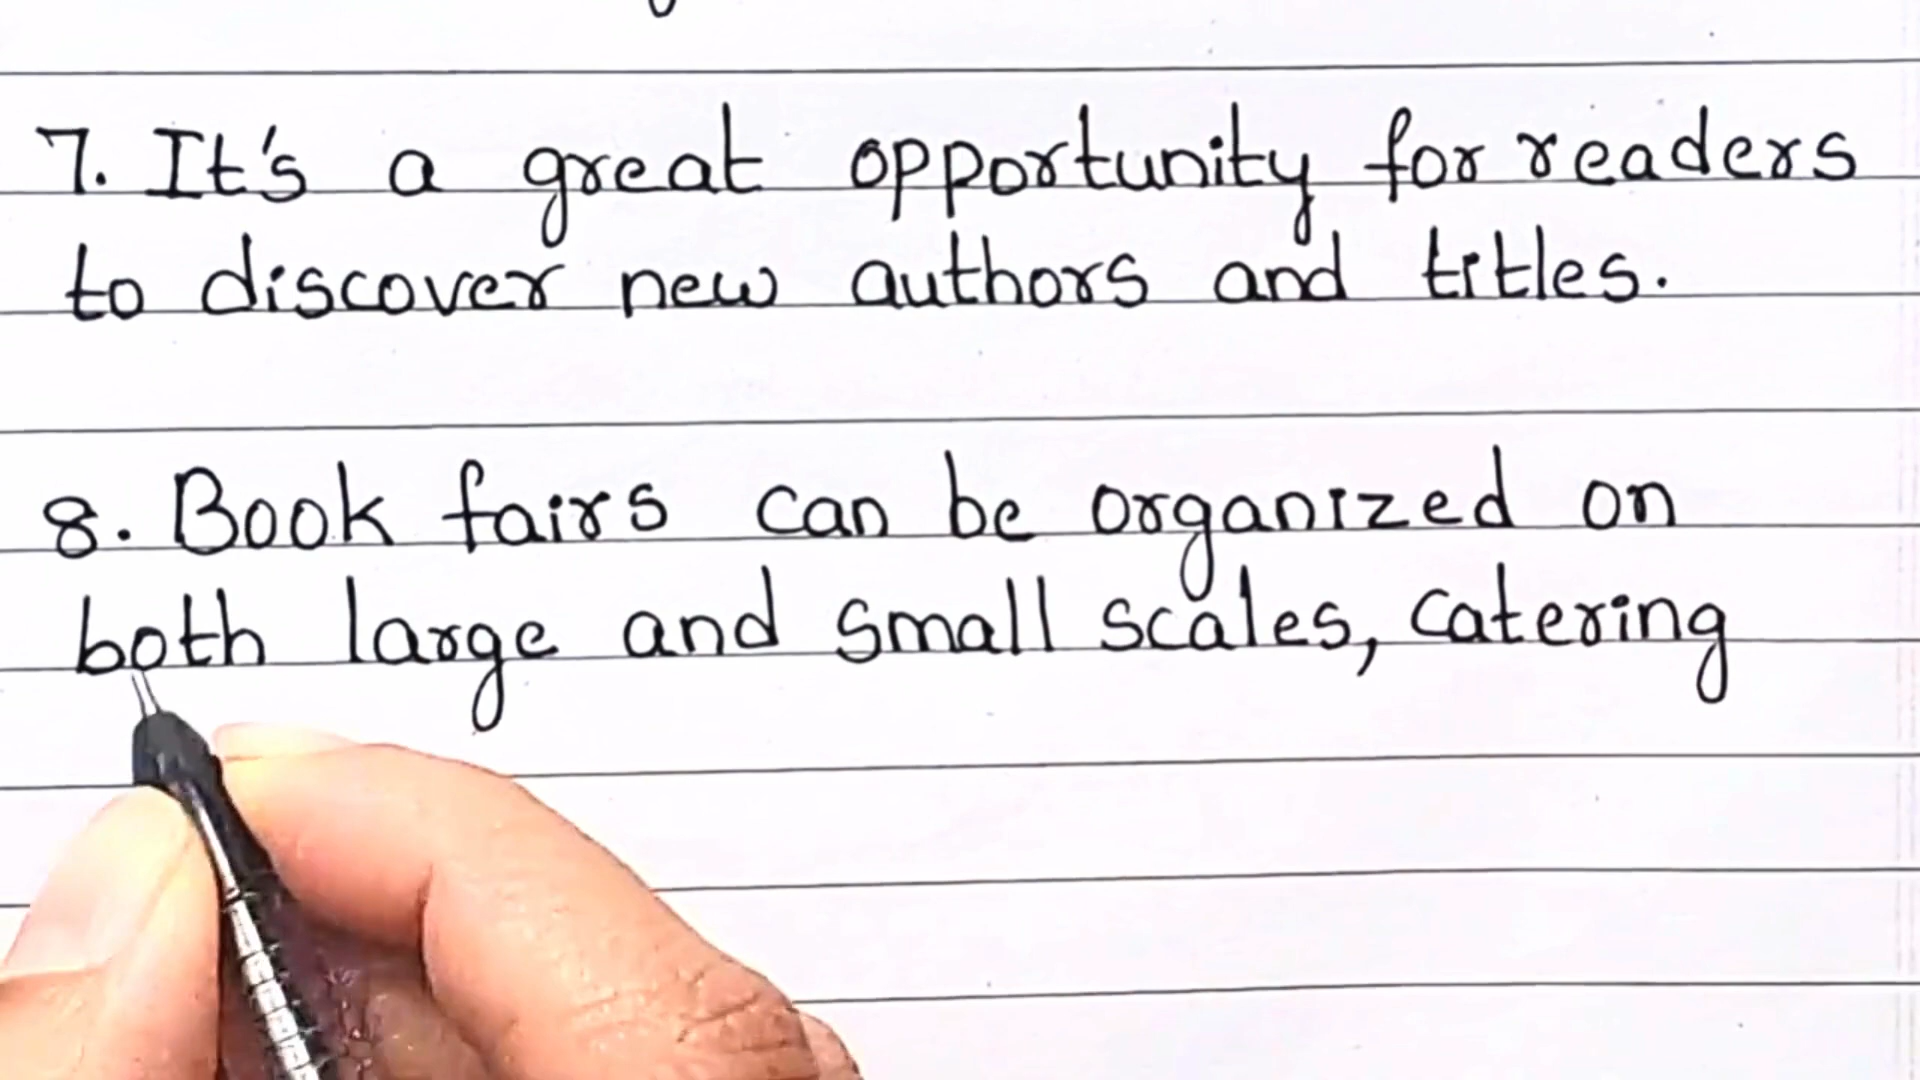 7. It's a great opportunity for readers
to discover new authors and titles.
8. Book fairs can be organized on
both large and small scales, catering